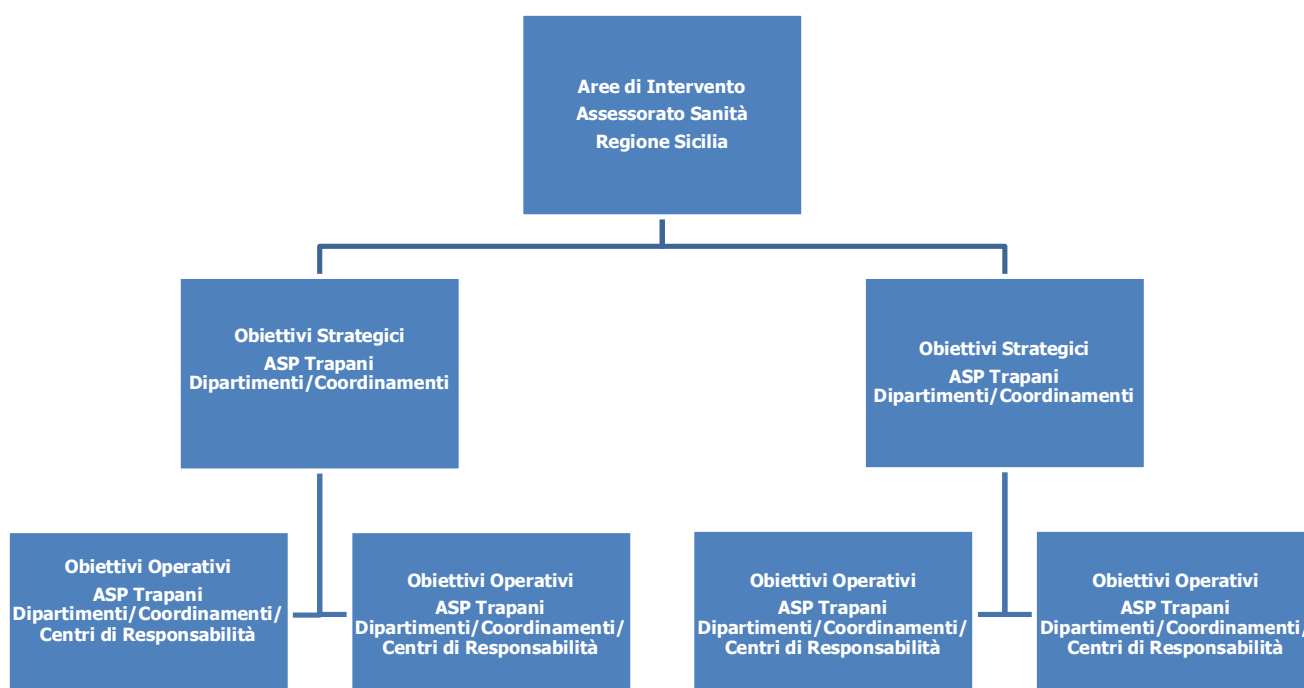 Aree di Intervento
Assessorato Sanità
Regione Sicilia
Obiettivi Strategici
ASP Trapani
Dipartimenti/Coordinamenti
Obiettivi Strategici
ASP Trapani
Dipartimenti/Coordinamenti
Obiettivi Operativi
ASP Trapani
Dipartimenti/Coordinamenti/
Centri di Responsabilità
Obiettivi Operativi
ASP Trapani
Dipartimenti/Coordinamenti/
Centri di Responsabilità
Obiettivi Operativi
ASP Trapani
Dipartimenti/Coordinamenti/
Centri di Responsabilità
Obiettivi Operativi
ASP Trapani
Dipartimenti/Coordinamenti/
Centri di Responsabilità